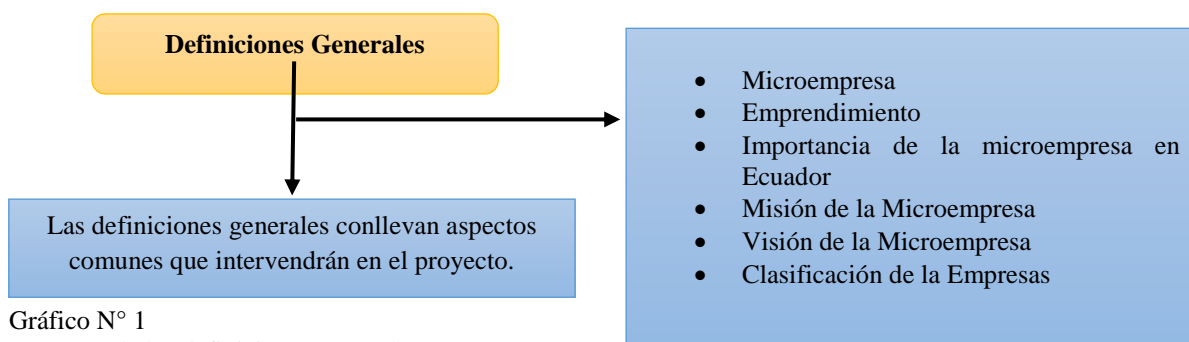 Definiciones Generales
Las definiciones generales conllevan aspectos
comunes que intervendrán en el proyecto.
• Microempresa
• Emprendimiento
• Importancia de la microempresa en
Ecuador
• Misión de la Microempresa
• Visión de la Microempresa
• Clasificación de la Empresas
Gráfico N° 1